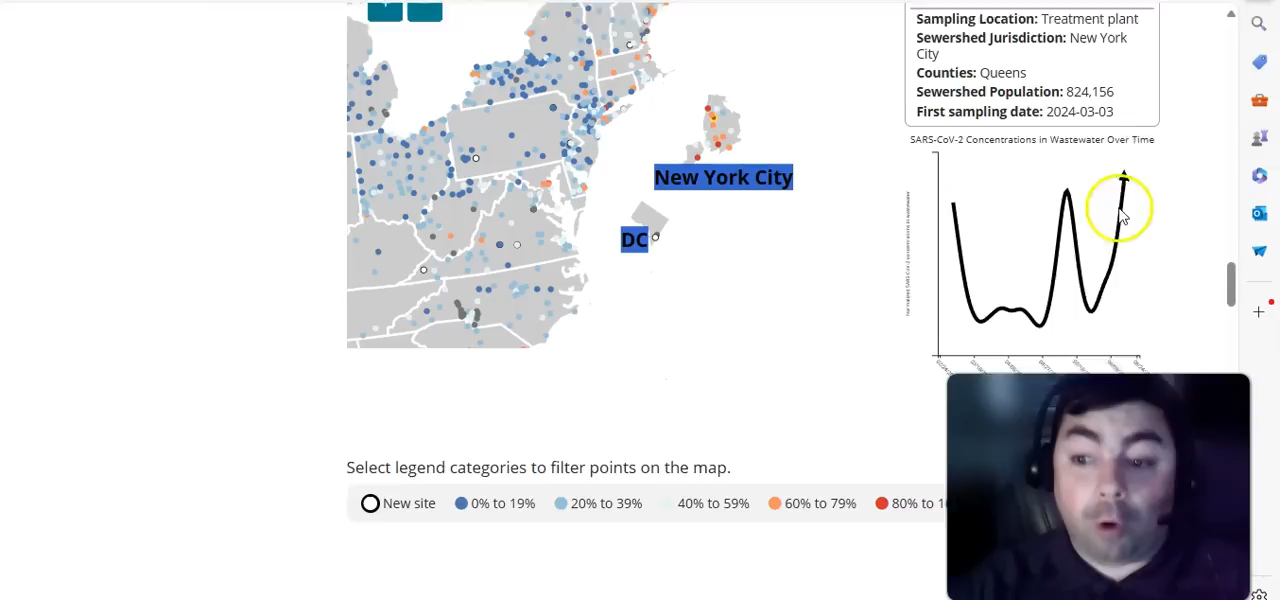 Sampling Location: Treatment plant
Sewershed Jurisdiction: New York
City
Counties: Queens
Sewershed Population: 824,156
First sampling date: 2024-03-03
SARS-CoV-2 Concentrations in Wastewater Over Time
New York City
DC
Select legend categories to filter points on the map.
New site
0% to 19%
20% to 39%
40% to 59%
60% to 79%
80% to 1